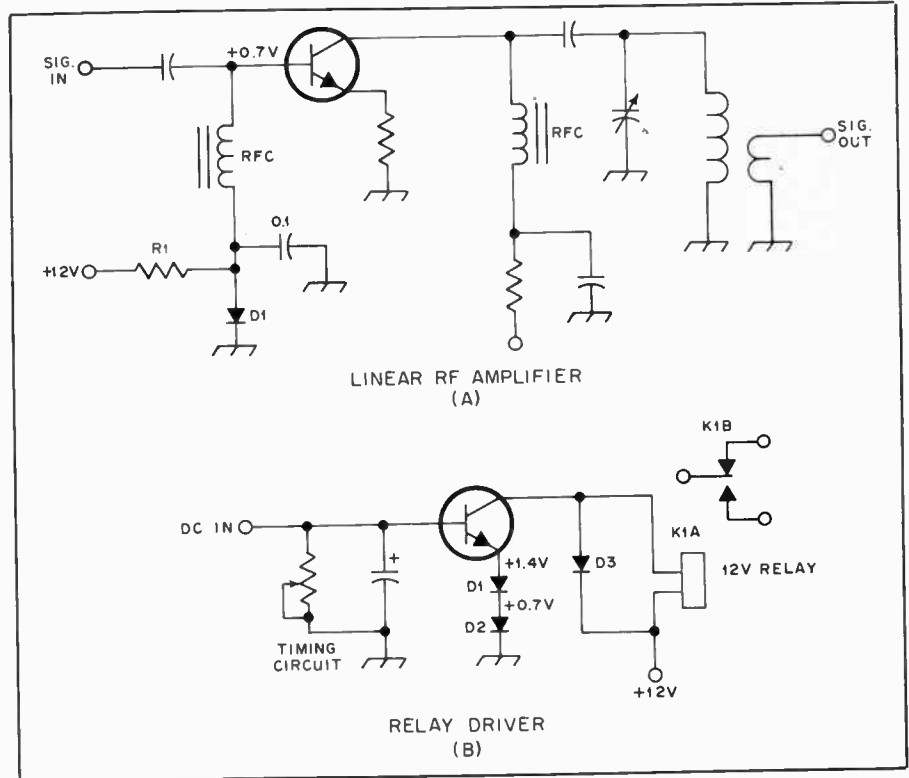 SIG. IN
+0.7V
RFC
0.1
R1
+12V
D1
RFC
SIG. OUT
LINEAR RF AMPLIFIER
(A)
K1B
DC IN
+
+1.4V
D1
+0.7V
D2
D3
K1A
12V RELAY
TIMING
CIRCUIT
+12V
RELAY DRIVER
(B)